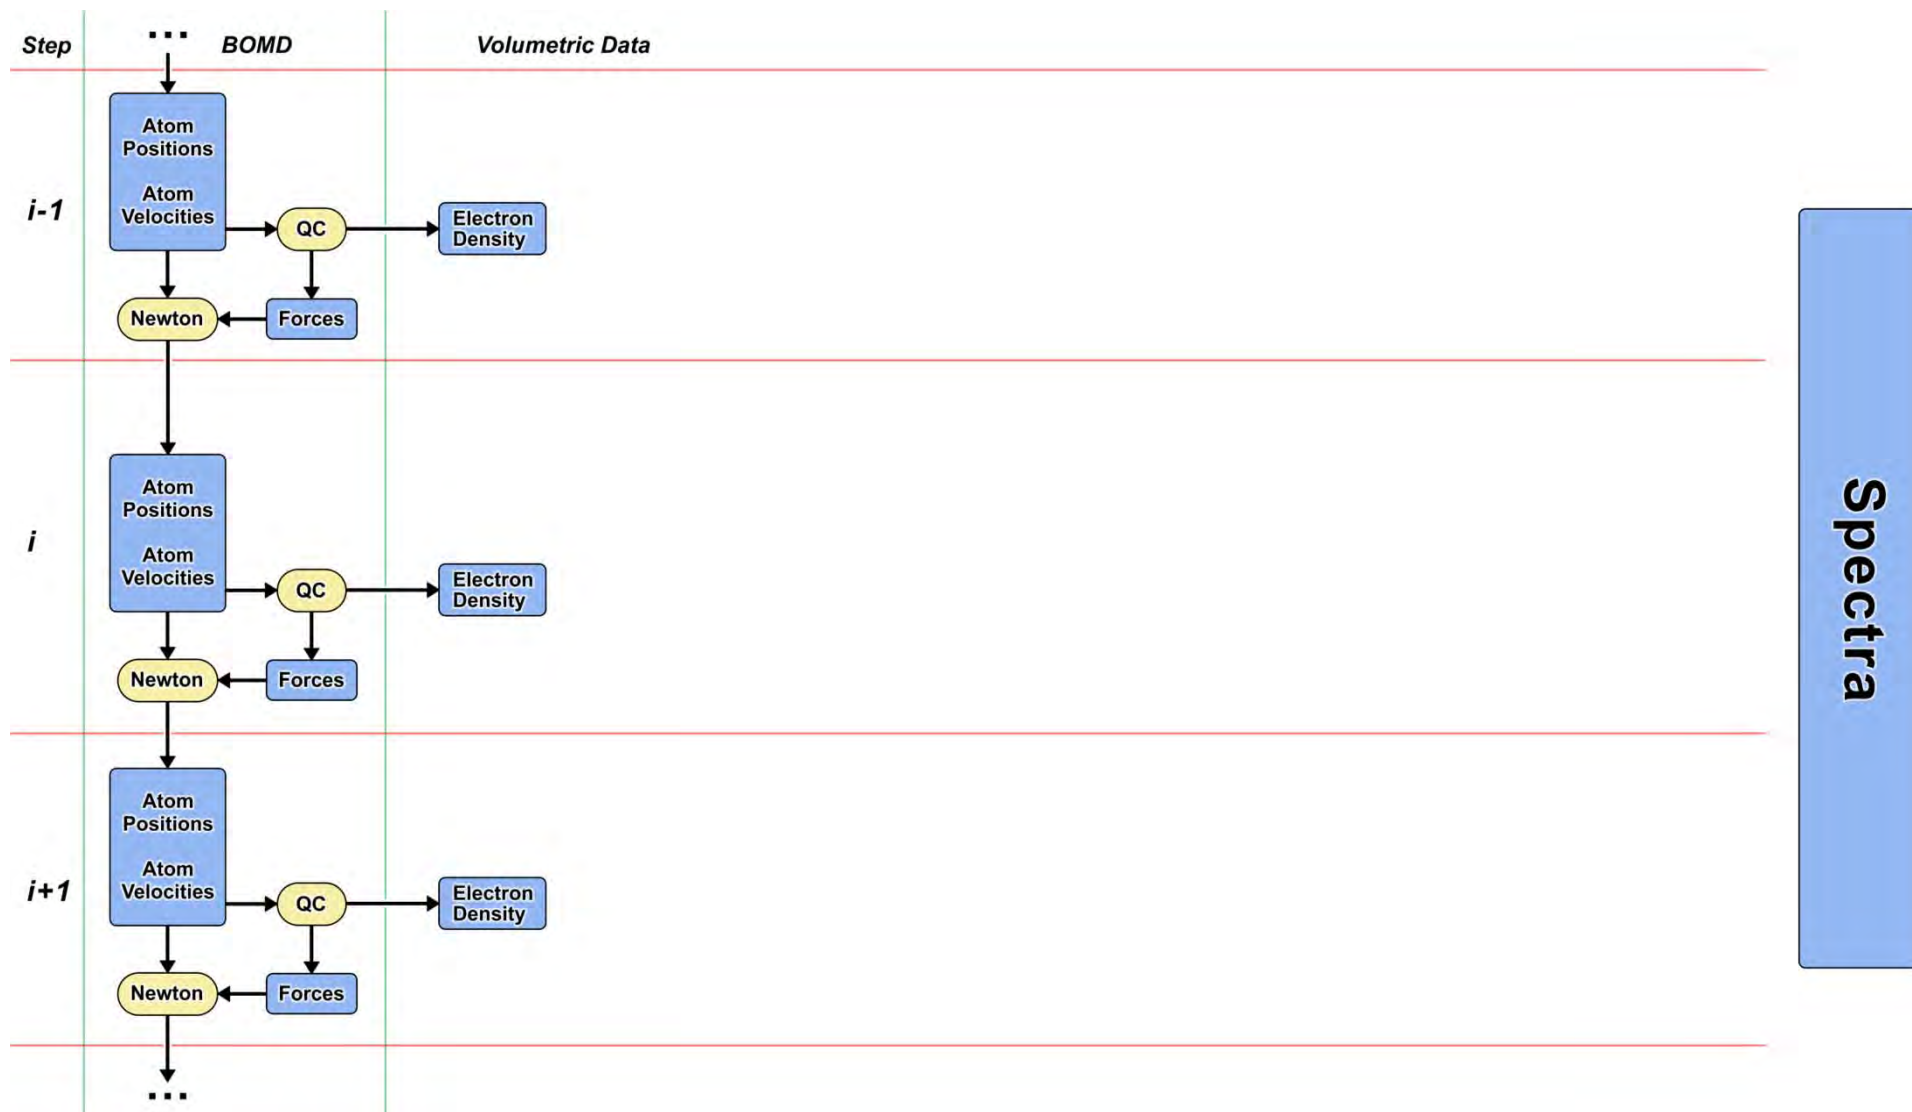 Step
...
BOMD
Volumetric Data
i-1
Atom
Positions
Atom
Velocities
QC
Electron
Density
Newton
Forces
i
Atom
Positions
Atom
Velocities
QC
Electron
Density
Newton
Forces
i+1
Atom
Positions
Atom
Velocities
QC
Electron
Density
Newton
Forces
...
Spectra